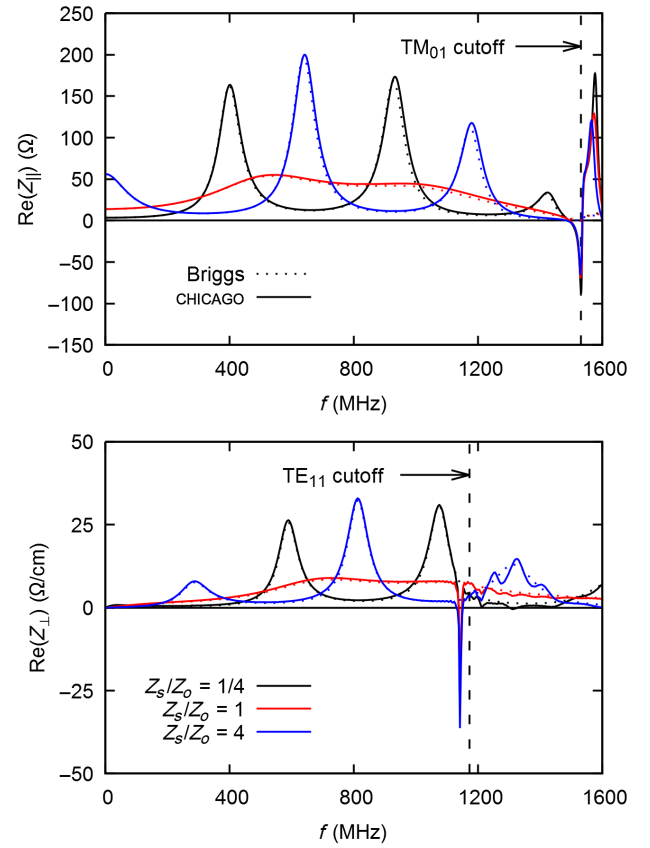 250
200
150
100
50
0
−50
−100
−150
Re(Z||) (Ω)
TM01 cutoff
Briggs
CHICAGO
0 400 800 1200 1600
f (MHz)
50
25
0
−25
−50
Re(Z⊥) (Ω/cm)
TE11 cutoff
Zs/Zo = 1/4
Zs/Zo = 1
Zs/Zo = 4
0 400 800 1200 1600
f (MHz)